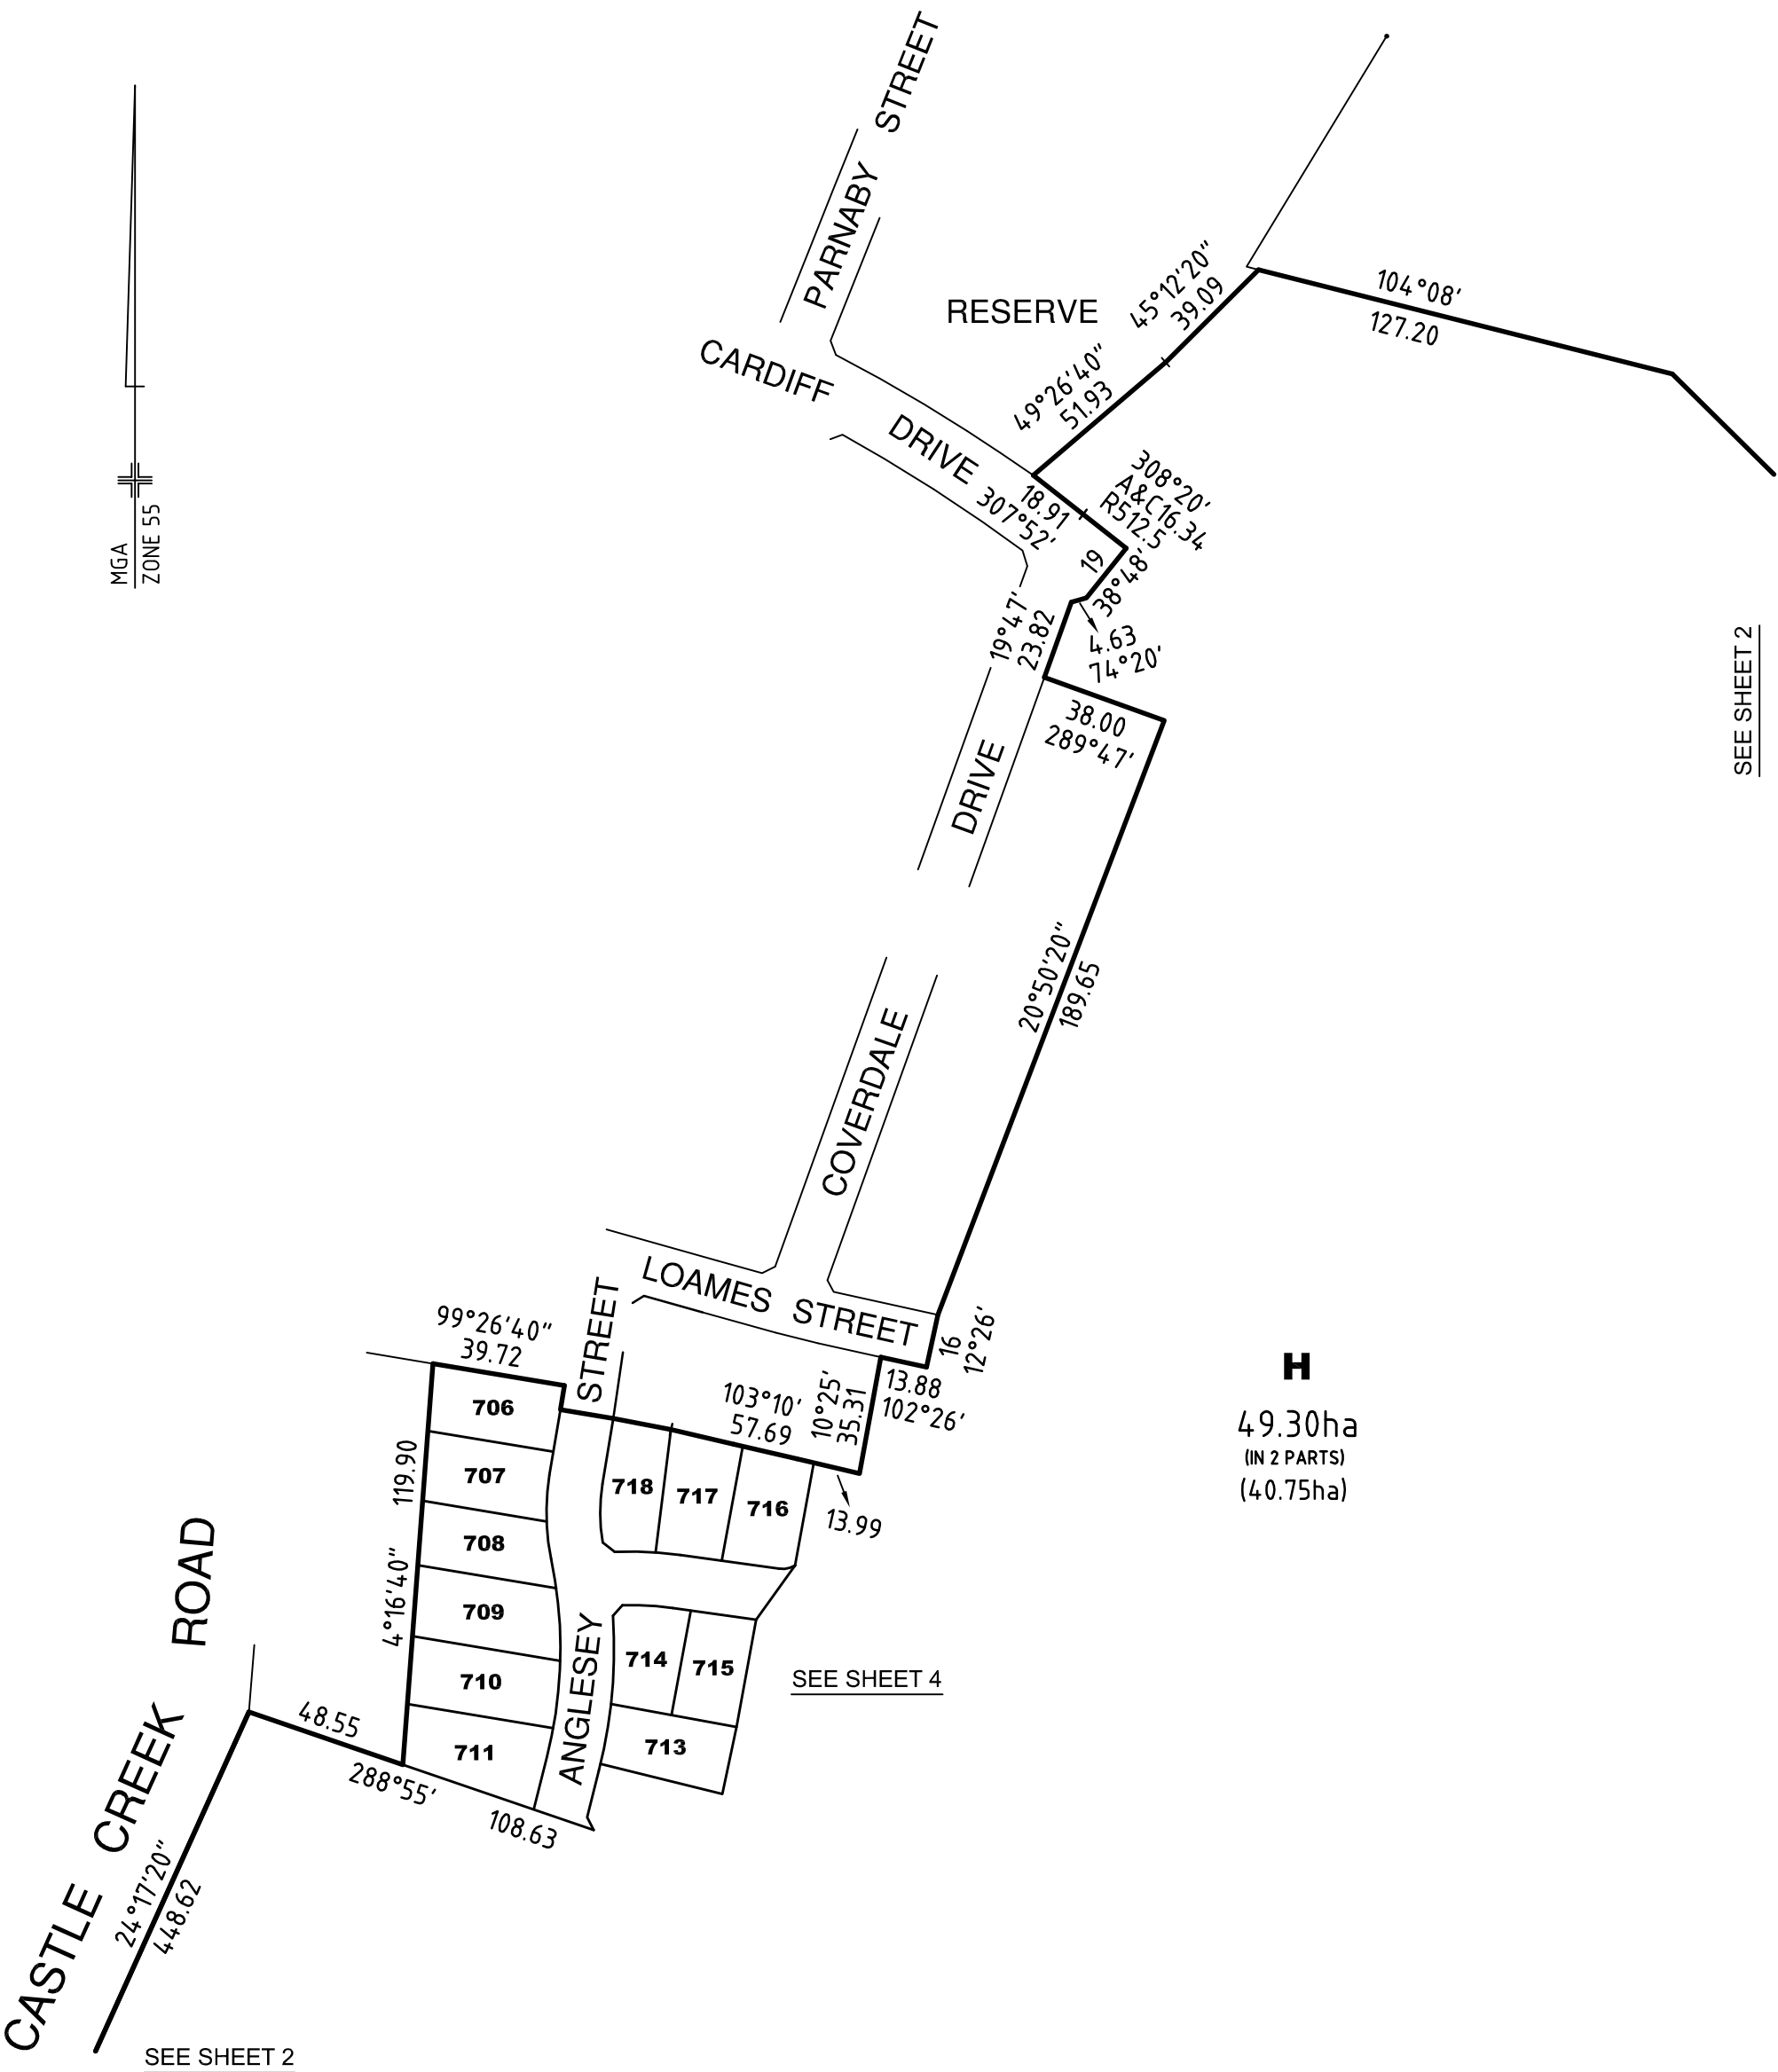 PARNABY STREET
CARDIFF DRIVE
RESERVE
45°12'20"
39.09
104°08'
127.20
49°26'40"
51.93
308°20'
A&C16.34
R512.5
18.91
307°52'
19
38°48'
19°47'
23.82
4.63
74°20'
MGA
ZONE 55
SEE SHEET 2
38.00
289°47'
COVERDALE DRIVE
20°50'20"
189.65
LOAMES STREET
16
12°26'
99°26'40"
39.72
13.88
102°26'
103°10'
57.69
10°25'
35.31
13.99
H
49.30ha
(IN 2 PARTS)
(40.75ha)
706
707
708
709
710
711
718
717
716
714
715
713
119.90
4°16'40"
ANGLESEY STREET
SEE SHEET 4
48.55
288°55'
108.63
CASTLE CREEK ROAD
24°17'20"
448.62
SEE SHEET 2